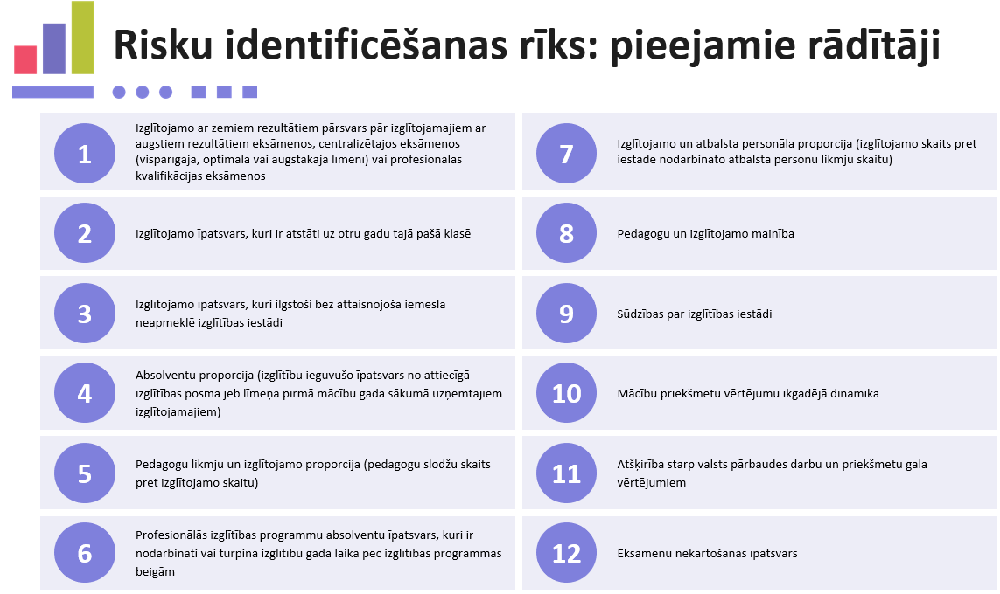 Risku identificēšanas rīks: pieejamie rādītāji
1
Izglītojamo ar zemiem rezultātiem pārsvars pār izglītojamajiem ar
augstiem rezultātiem eksāmenos, centralizētajos eksāmenos
(vispārīgajā, optimālā vai augstākajā līmenī) vai profesionālās
kvalifikācijas eksāmenos
2
Izglītojamo īpatsvars, kuri ir atstāti uz otru gadu tajā pašā klasē
3
Izglītojamo īpatsvars, kuri ilgstoši bez attaisnojoša iemesla
neapmeklē izglītības iestādi
4
Absolventu proporcija (izglītību ieguvušo īpatsvars no attiecīgā
izglītības posma jeb līmeņa pirmā mācību gada sākumā uzņemtajiem
izglītojamajiem)
5
Pedagogu likmju un izglītojamo proporcija (pedagogu slodžu skaits
pret izglītojamo skaitu)
6
Profesionālās izglītības programmu absolventu īpatsvars, kuri ir
nodarbināti vai turpina izglītību gada laikā pēc izglītības programmas
beigām
7
Izglītojamo un atbalsta personāla proporcija (izglītojamo skaits pret
iestādē nodarbināto atbalsta personu likmju skaitu)
8
Pedagogu un izglītojamo mainība
9
Sūdzības par izglītības iestādi
10
Mācību priekšmetu vērtējumu ikgadējā dinamika
11
Atšķirība starp valsts pārbaudes darbu un priekšmetu gala
vērtējumiem
12
Eksāmenu nekārtošanas īpatsvars